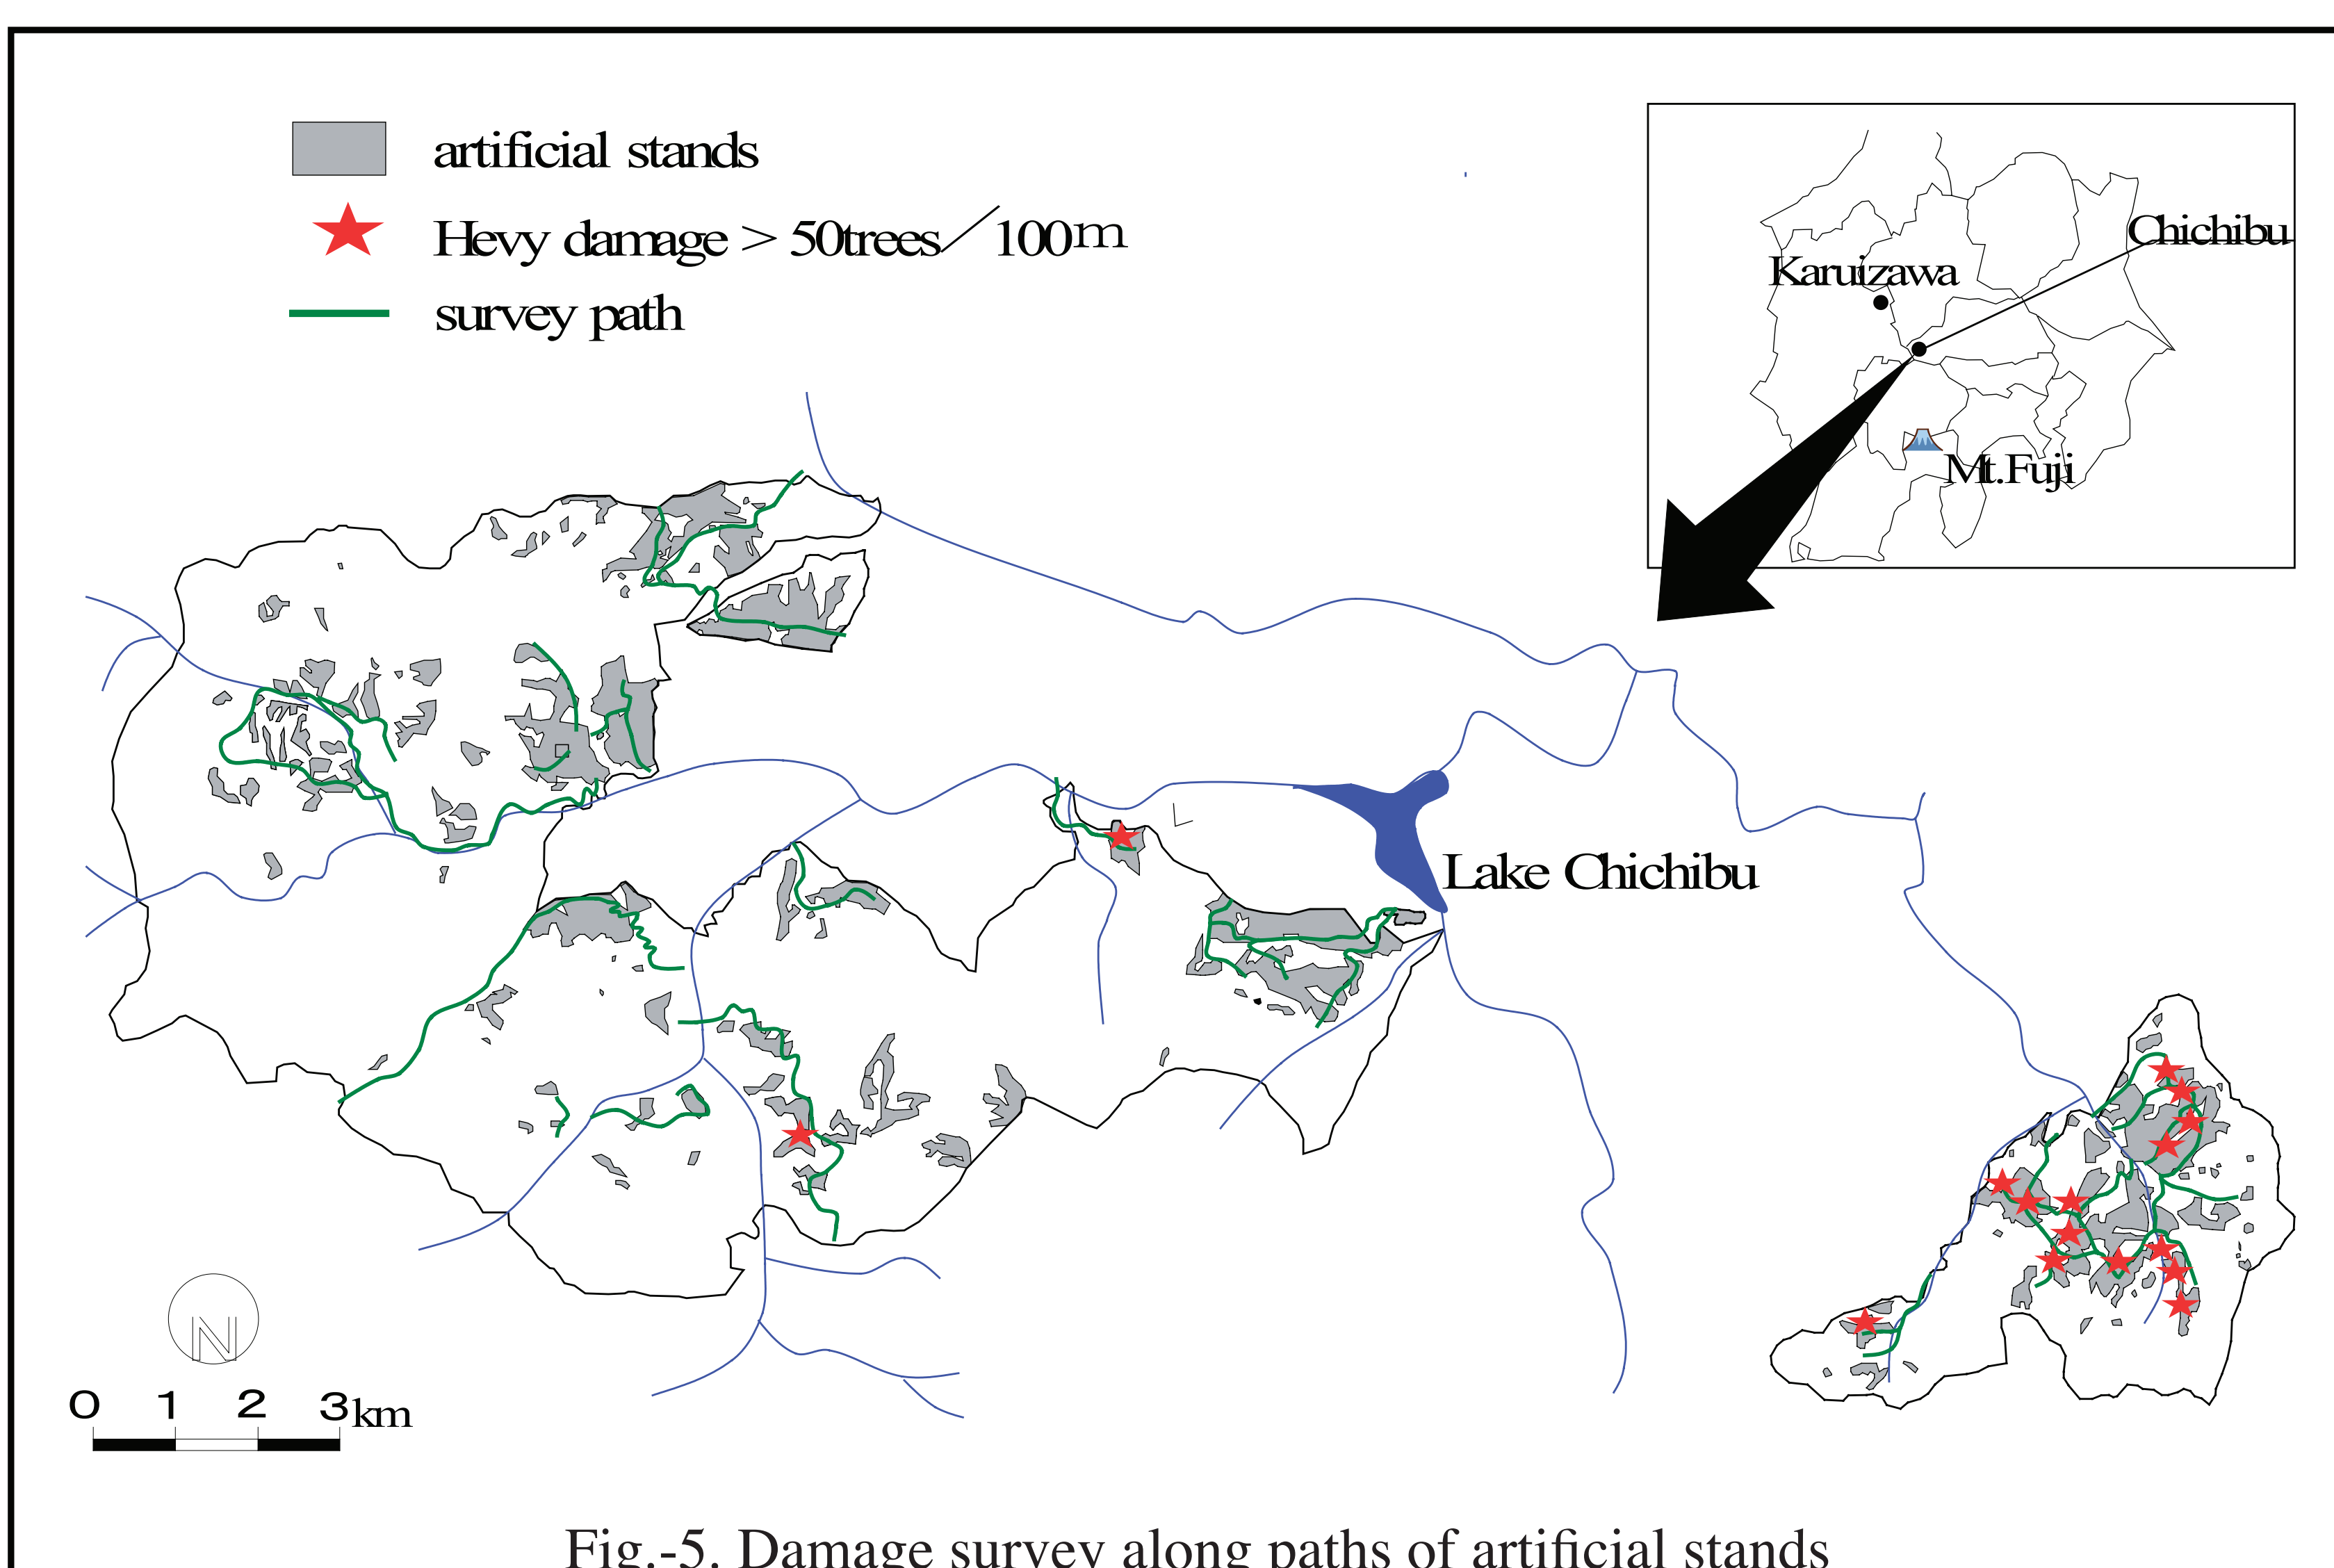 artificial stands
Hevy damage > 50trees／100m
survey path
Chichibu
Karuizawa
Mt.Fuji
Lake Chichibu
N
0 1 2 3km
Fig.-5. Damage survey along paths of artificial stands